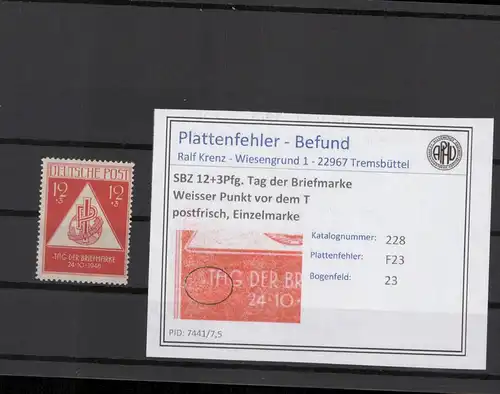 DEUTSCHE POST
12 12
+3 +3
TAG DER BRIEFMARKE
24·10·1948
Plattenfehler - Befund
Ralf Krenz - Wiesengrund 1 - 22967 Tremsbüttel
SBZ 12+3Pfg. Tag der Briefmarke
Weisser Punkt vor dem T
postfrisch, Einzelmarke
Katalognummer: 228
Plattenfehler: F23
Bogenfeld: 23
TAG DER BR
24·10·
PID: 7441/7,5